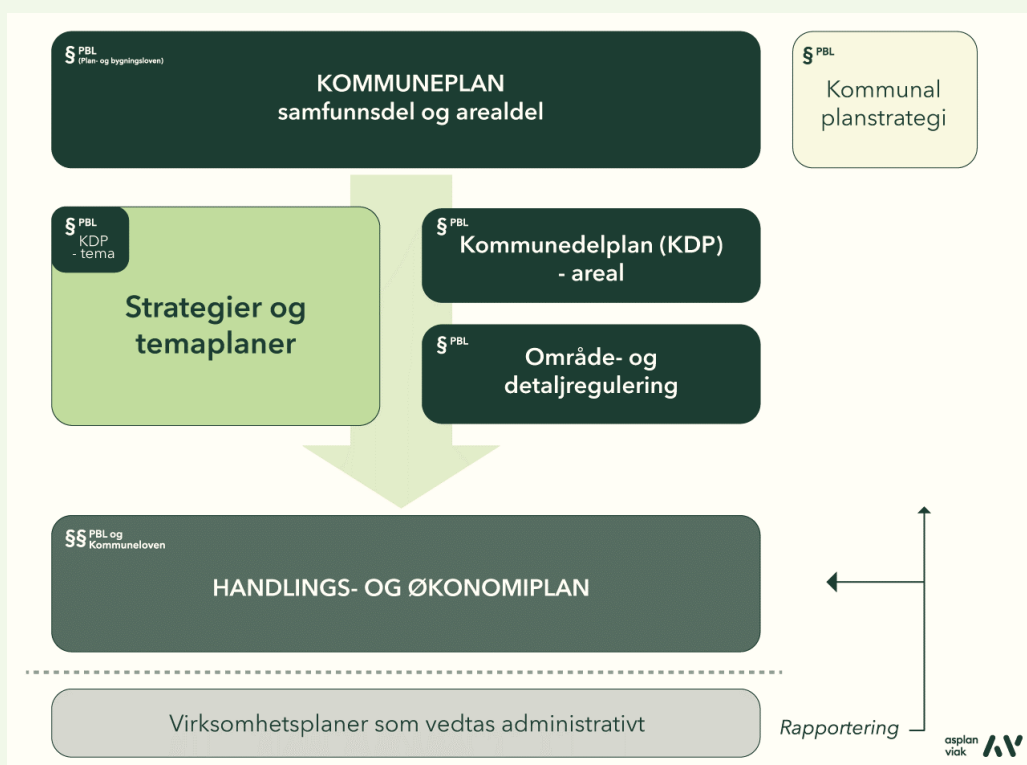 § PBL
(Plan- og bygningsloven)
KOMMUNEPLAN
samfunnsdel og arealdel
§ PBL
Kommunal
planstrategi
§ PBL
KDP
- tema
Strategier og
temaplaner
§ PBL
Kommunedelplan (KDP)
- areal
§ PBL
Område- og
detaljregulering
§§ PBL og
Kommuneloven
HANDLINGS- OG ØKONOMIPLAN
Virksomhetsplaner som vedtas administrativt
Rapportering
asplan
viak